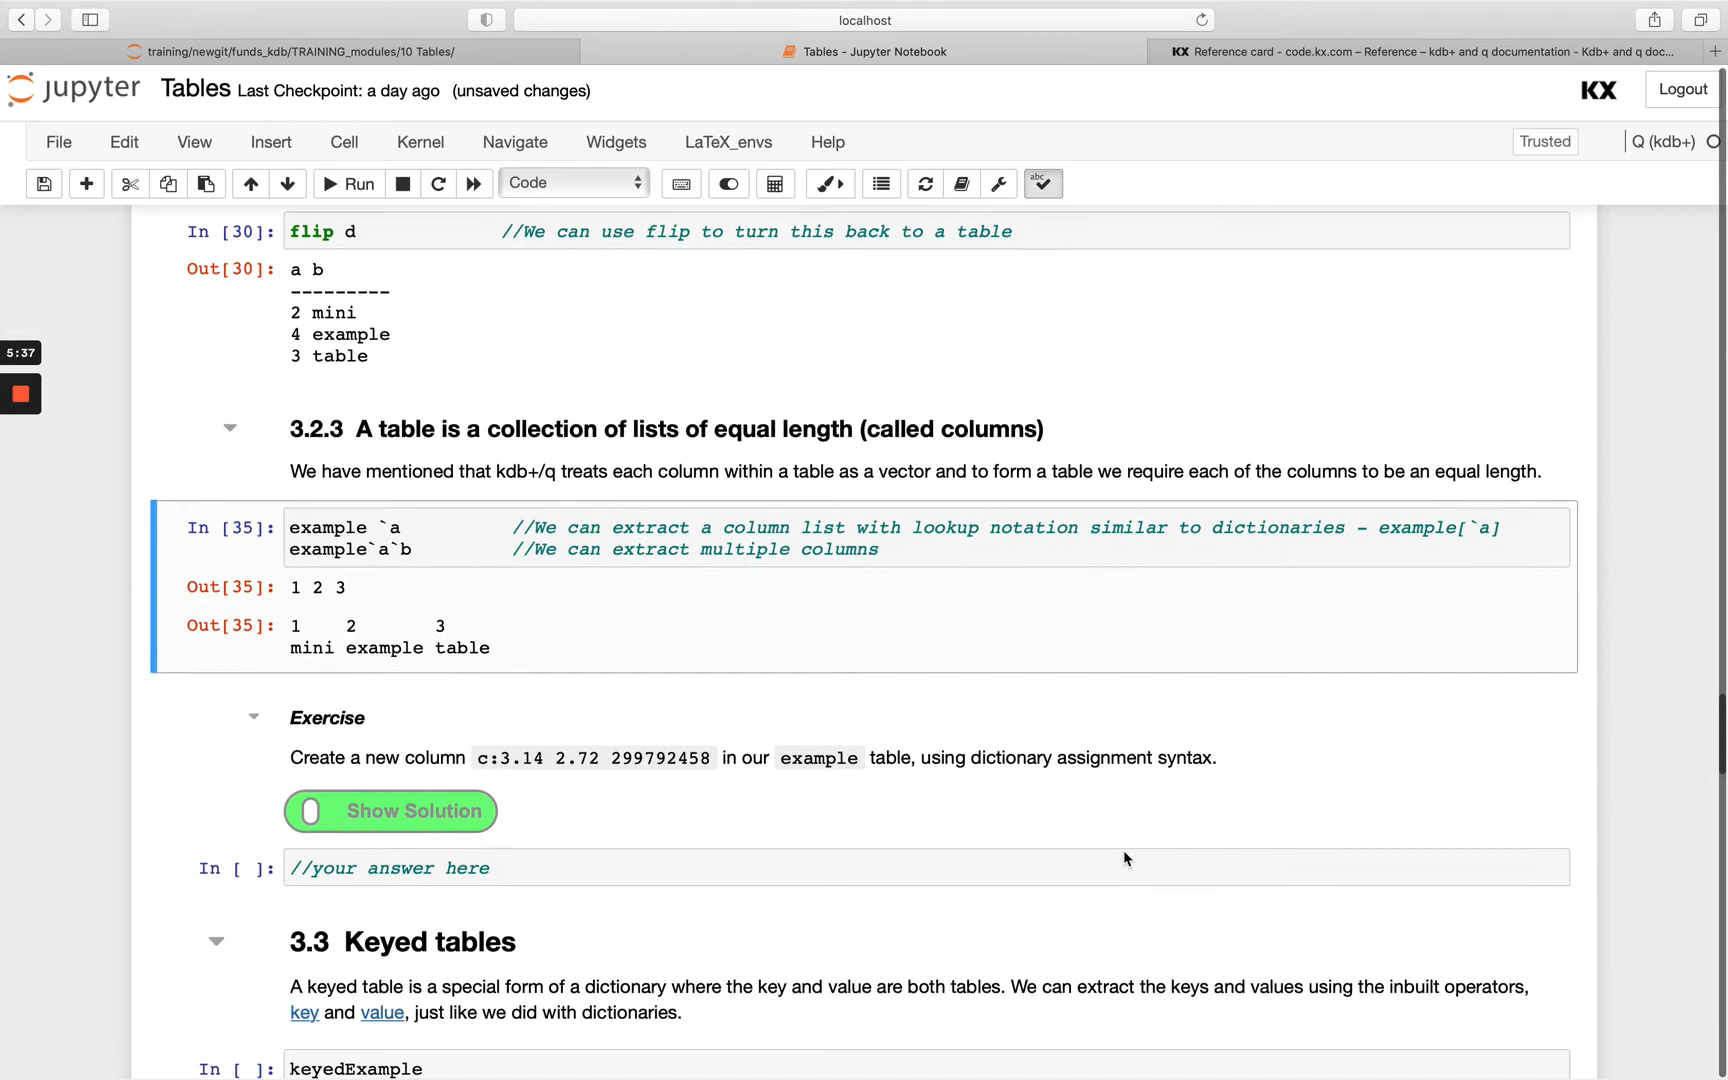 localhost
training/newgit/funds_kdb/TRAINING_modules/10 Tables/
Tables - Jupyter Notebook
KX Reference card - code.kx.com – Reference – kdb+ and q documentation - Kdb+ and q doc...
jupyter Tables Last Checkpoint: a day ago (unsaved changes)
KX
Logout
File Edit View Insert Cell Kernel Navigate Widgets LaTeX_envs Help
Trusted
Q (kdb+)
Run
Code
abc
In [30]: flip d //We can use flip to turn this back to a table
Out[30]: a b
---------
2 mini
4 example
3 table
5:37
3.2.3 A table is a collection of lists of equal length (called columns)
We have mentioned that kdb+/q treats each column within a table as a vector and to form a table we require each of the columns to be an equal length.
In [35]: example `a //We can extract a column list with lookup notation similar to dictionaries - example[`a]
example`a`b //We can extract multiple columns
Out[35]: 1 2 3
Out[35]: 1 2 3
mini example table
Exercise
Create a new column c:3.14 2.72 299792458 in our example table, using dictionary assignment syntax.
Show Solution
In [ ]: //your answer here
3.3 Keyed tables
A keyed table is a special form of a dictionary where the key and value are both tables. We can extract the keys and values using the inbuilt operators,
key and value, just like we did with dictionaries.
In [ ]: keyedExample